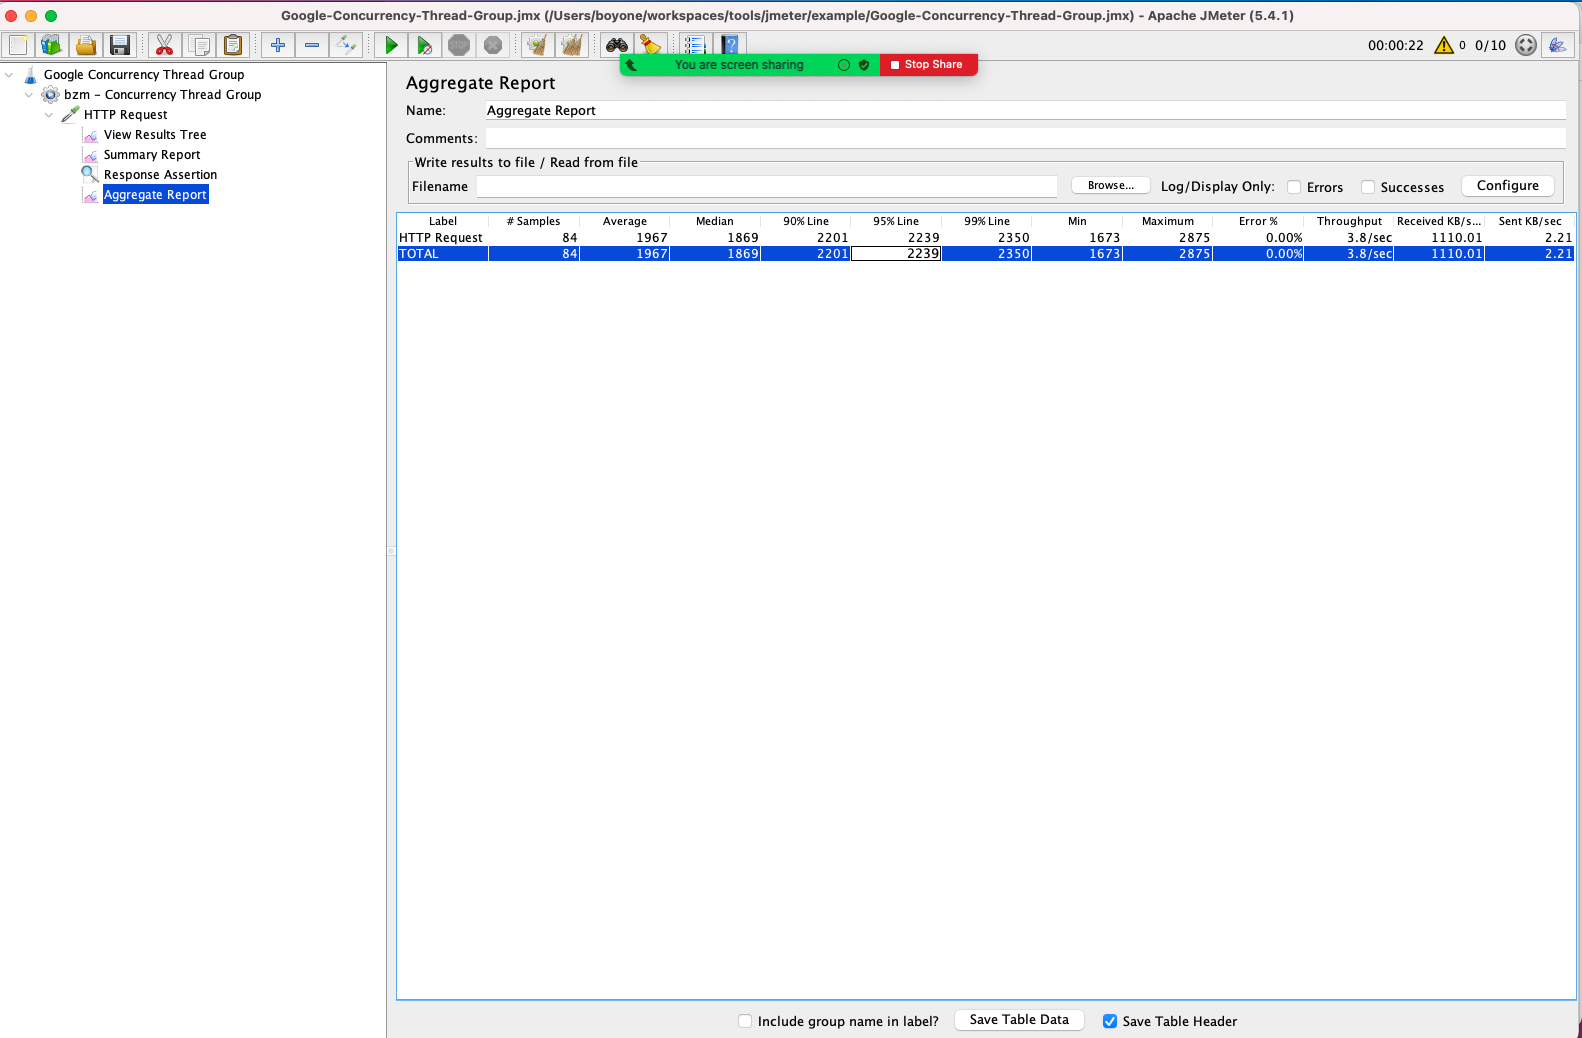 Google-Concurrency-Thread-Group.jmx (/Users/boyone/workspaces/tools/jmeter/example/Google-Concurrency-Thread-Group.jmx) - Apache JMeter (5.4.1)
STOP
00:00:22 0 0/10
You are screen sharing Stop Share
Google Concurrency Thread Group
bzm - Concurrency Thread Group
HTTP Request
View Results Tree
Summary Report
Response Assertion
Aggregate Report
Aggregate Report
Name: Aggregate Report
Comments:
Write results to file / Read from file
Filename Browse... Log/Display Only: Errors Successes Configure
Label # Samples Average Median 90% Line 95% Line 99% Line Min Maximum Error % Throughput Received KB/s... Sent KB/sec
HTTP Request 84 1967 1869 2201 2239 2350 1673 2875 0.00% 3.8/sec 1110.01 2.21
TOTAL 84 1967 1869 2201 2239 2350 1673 2875 0.00% 3.8/sec 1110.01 2.21
Include group name in label? Save Table Data Save Table Header